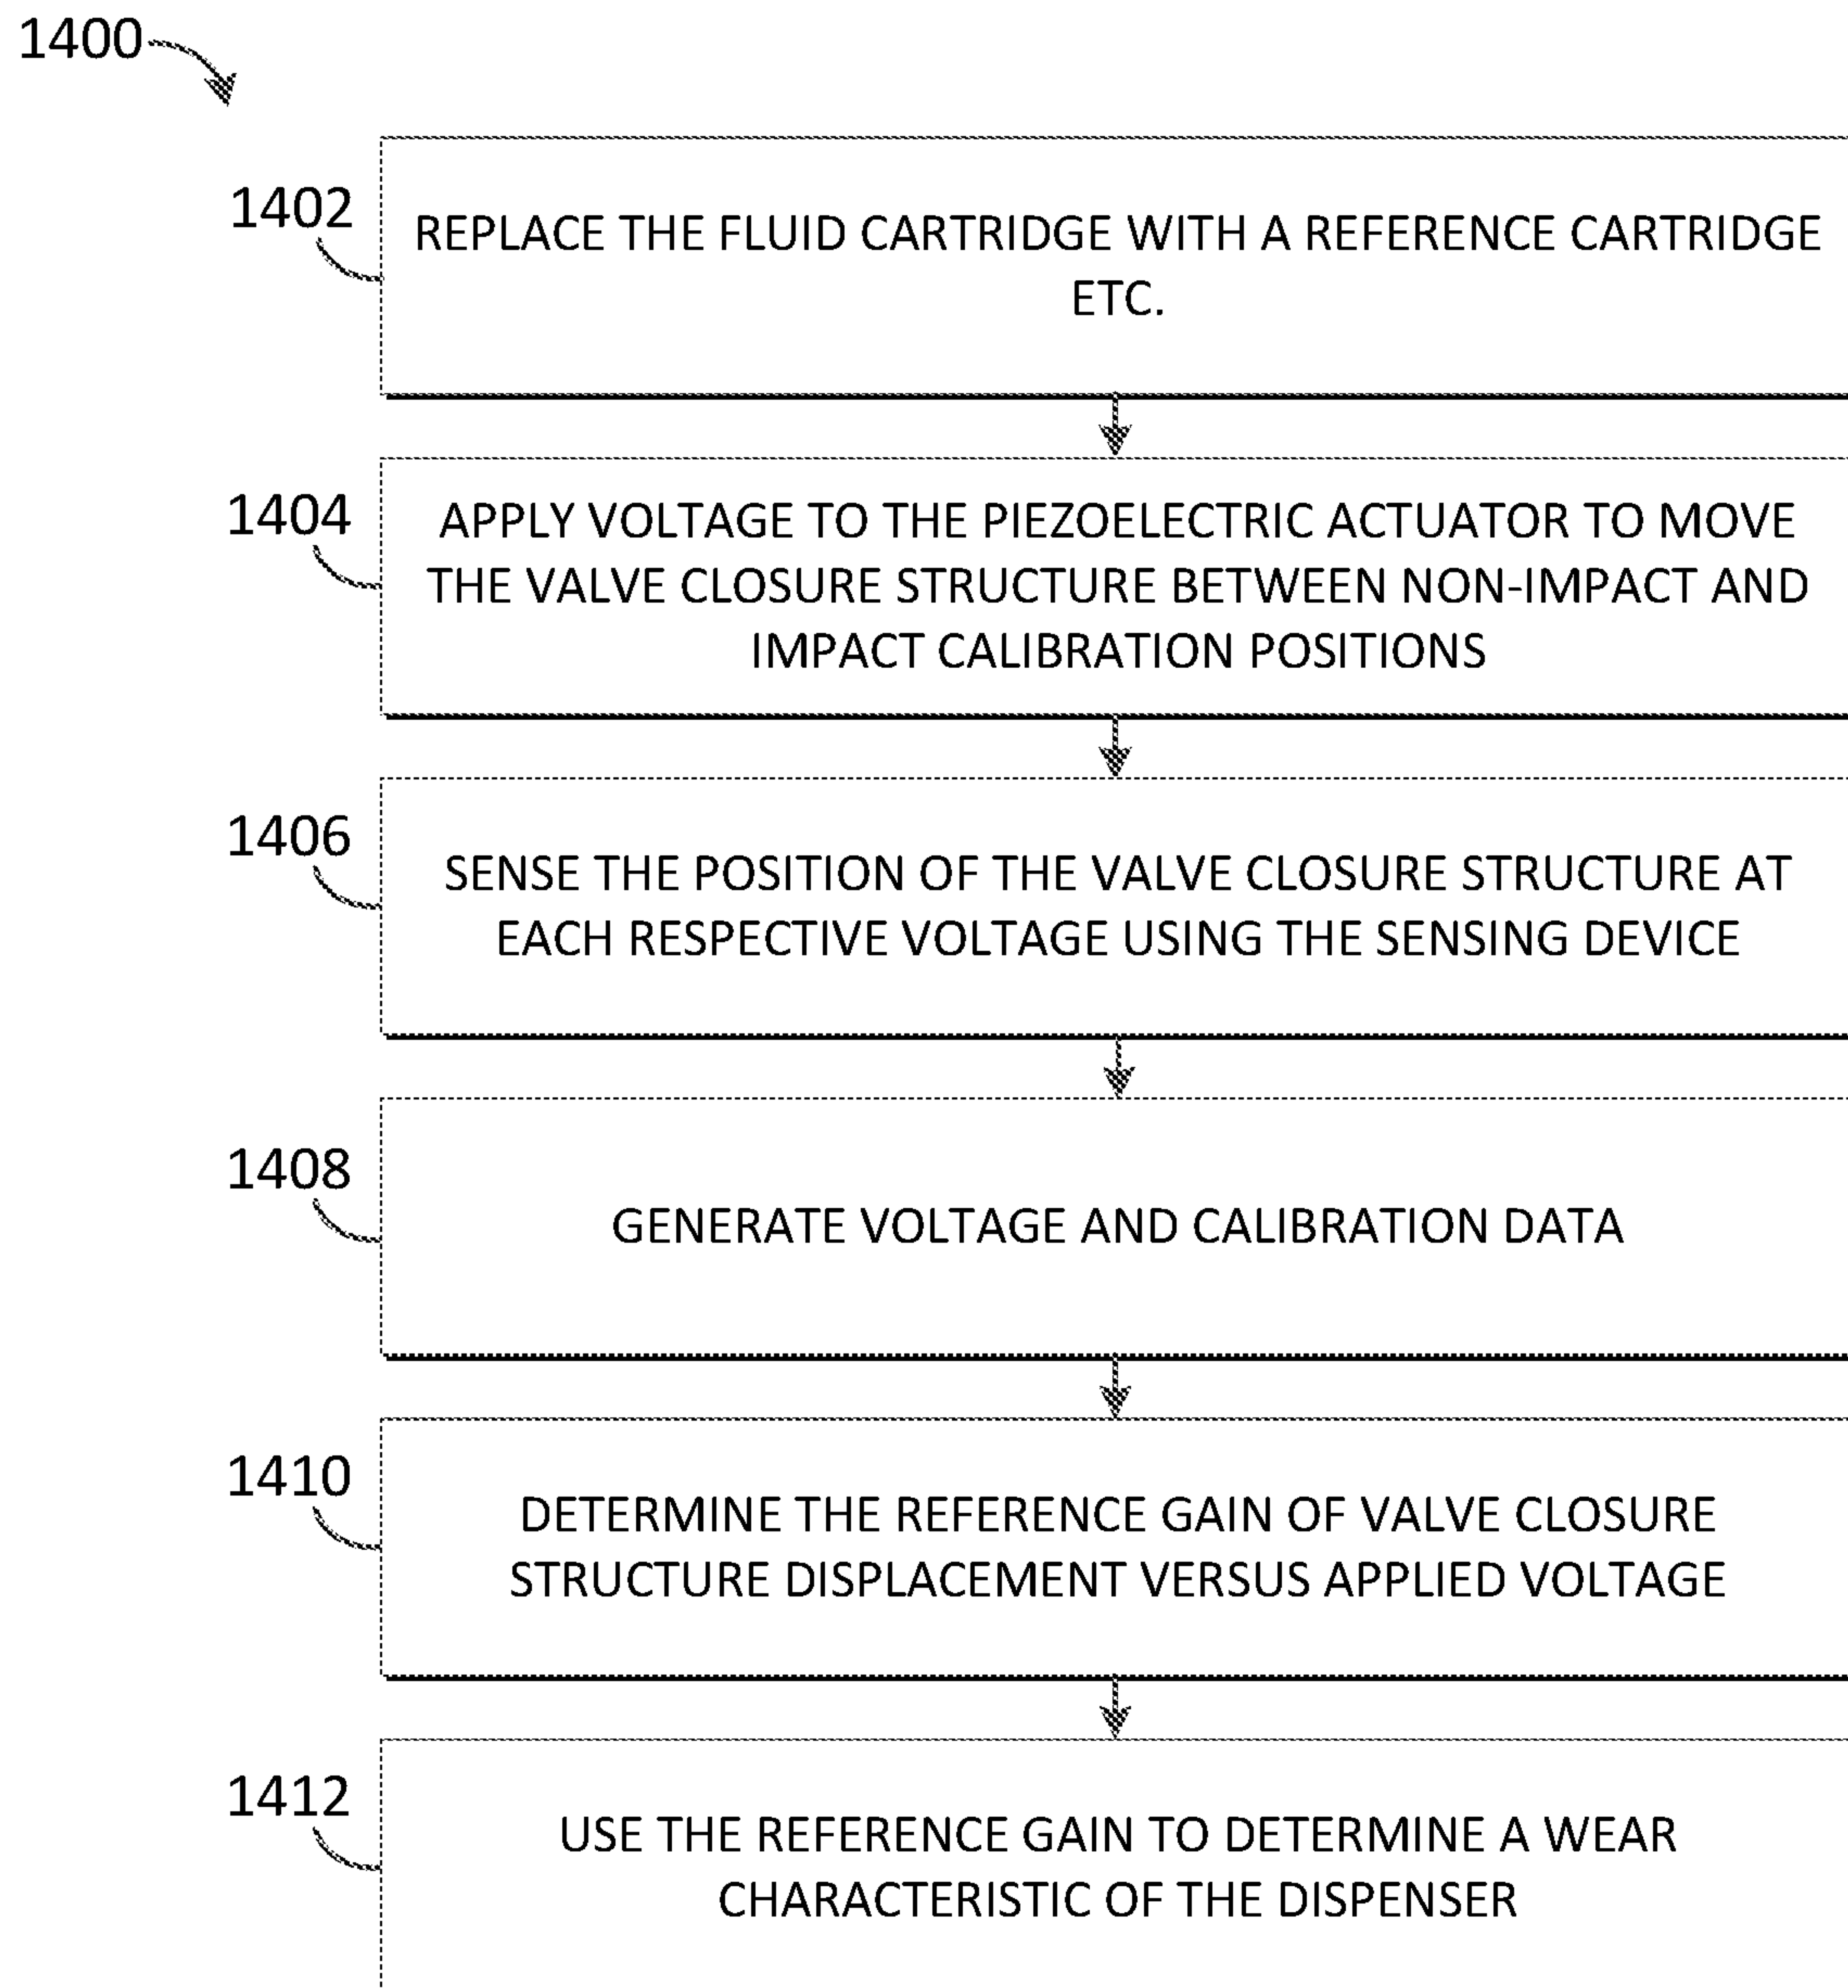 1400
1402
REPLACE THE FLUID CARTRIDGE WITH A REFERENCE CARTRIDGE
ETC.
1404
APPLY VOLTAGE TO THE PIEZOELECTRIC ACTUATOR TO MOVE
THE VALVE CLOSURE STRUCTURE BETWEEN NON-IMPACT AND
IMPACT CALIBRATION POSITIONS
1406
SENSE THE POSITION OF THE VALVE CLOSURE STRUCTURE AT
EACH RESPECTIVE VOLTAGE USING THE SENSING DEVICE
1408
GENERATE VOLTAGE AND CALIBRATION DATA
1410
DETERMINE THE REFERENCE GAIN OF VALVE CLOSURE
STRUCTURE DISPLACEMENT VERSUS APPLIED VOLTAGE
1412
USE THE REFERENCE GAIN TO DETERMINE A WEAR
CHARACTERISTIC OF THE DISPENSER